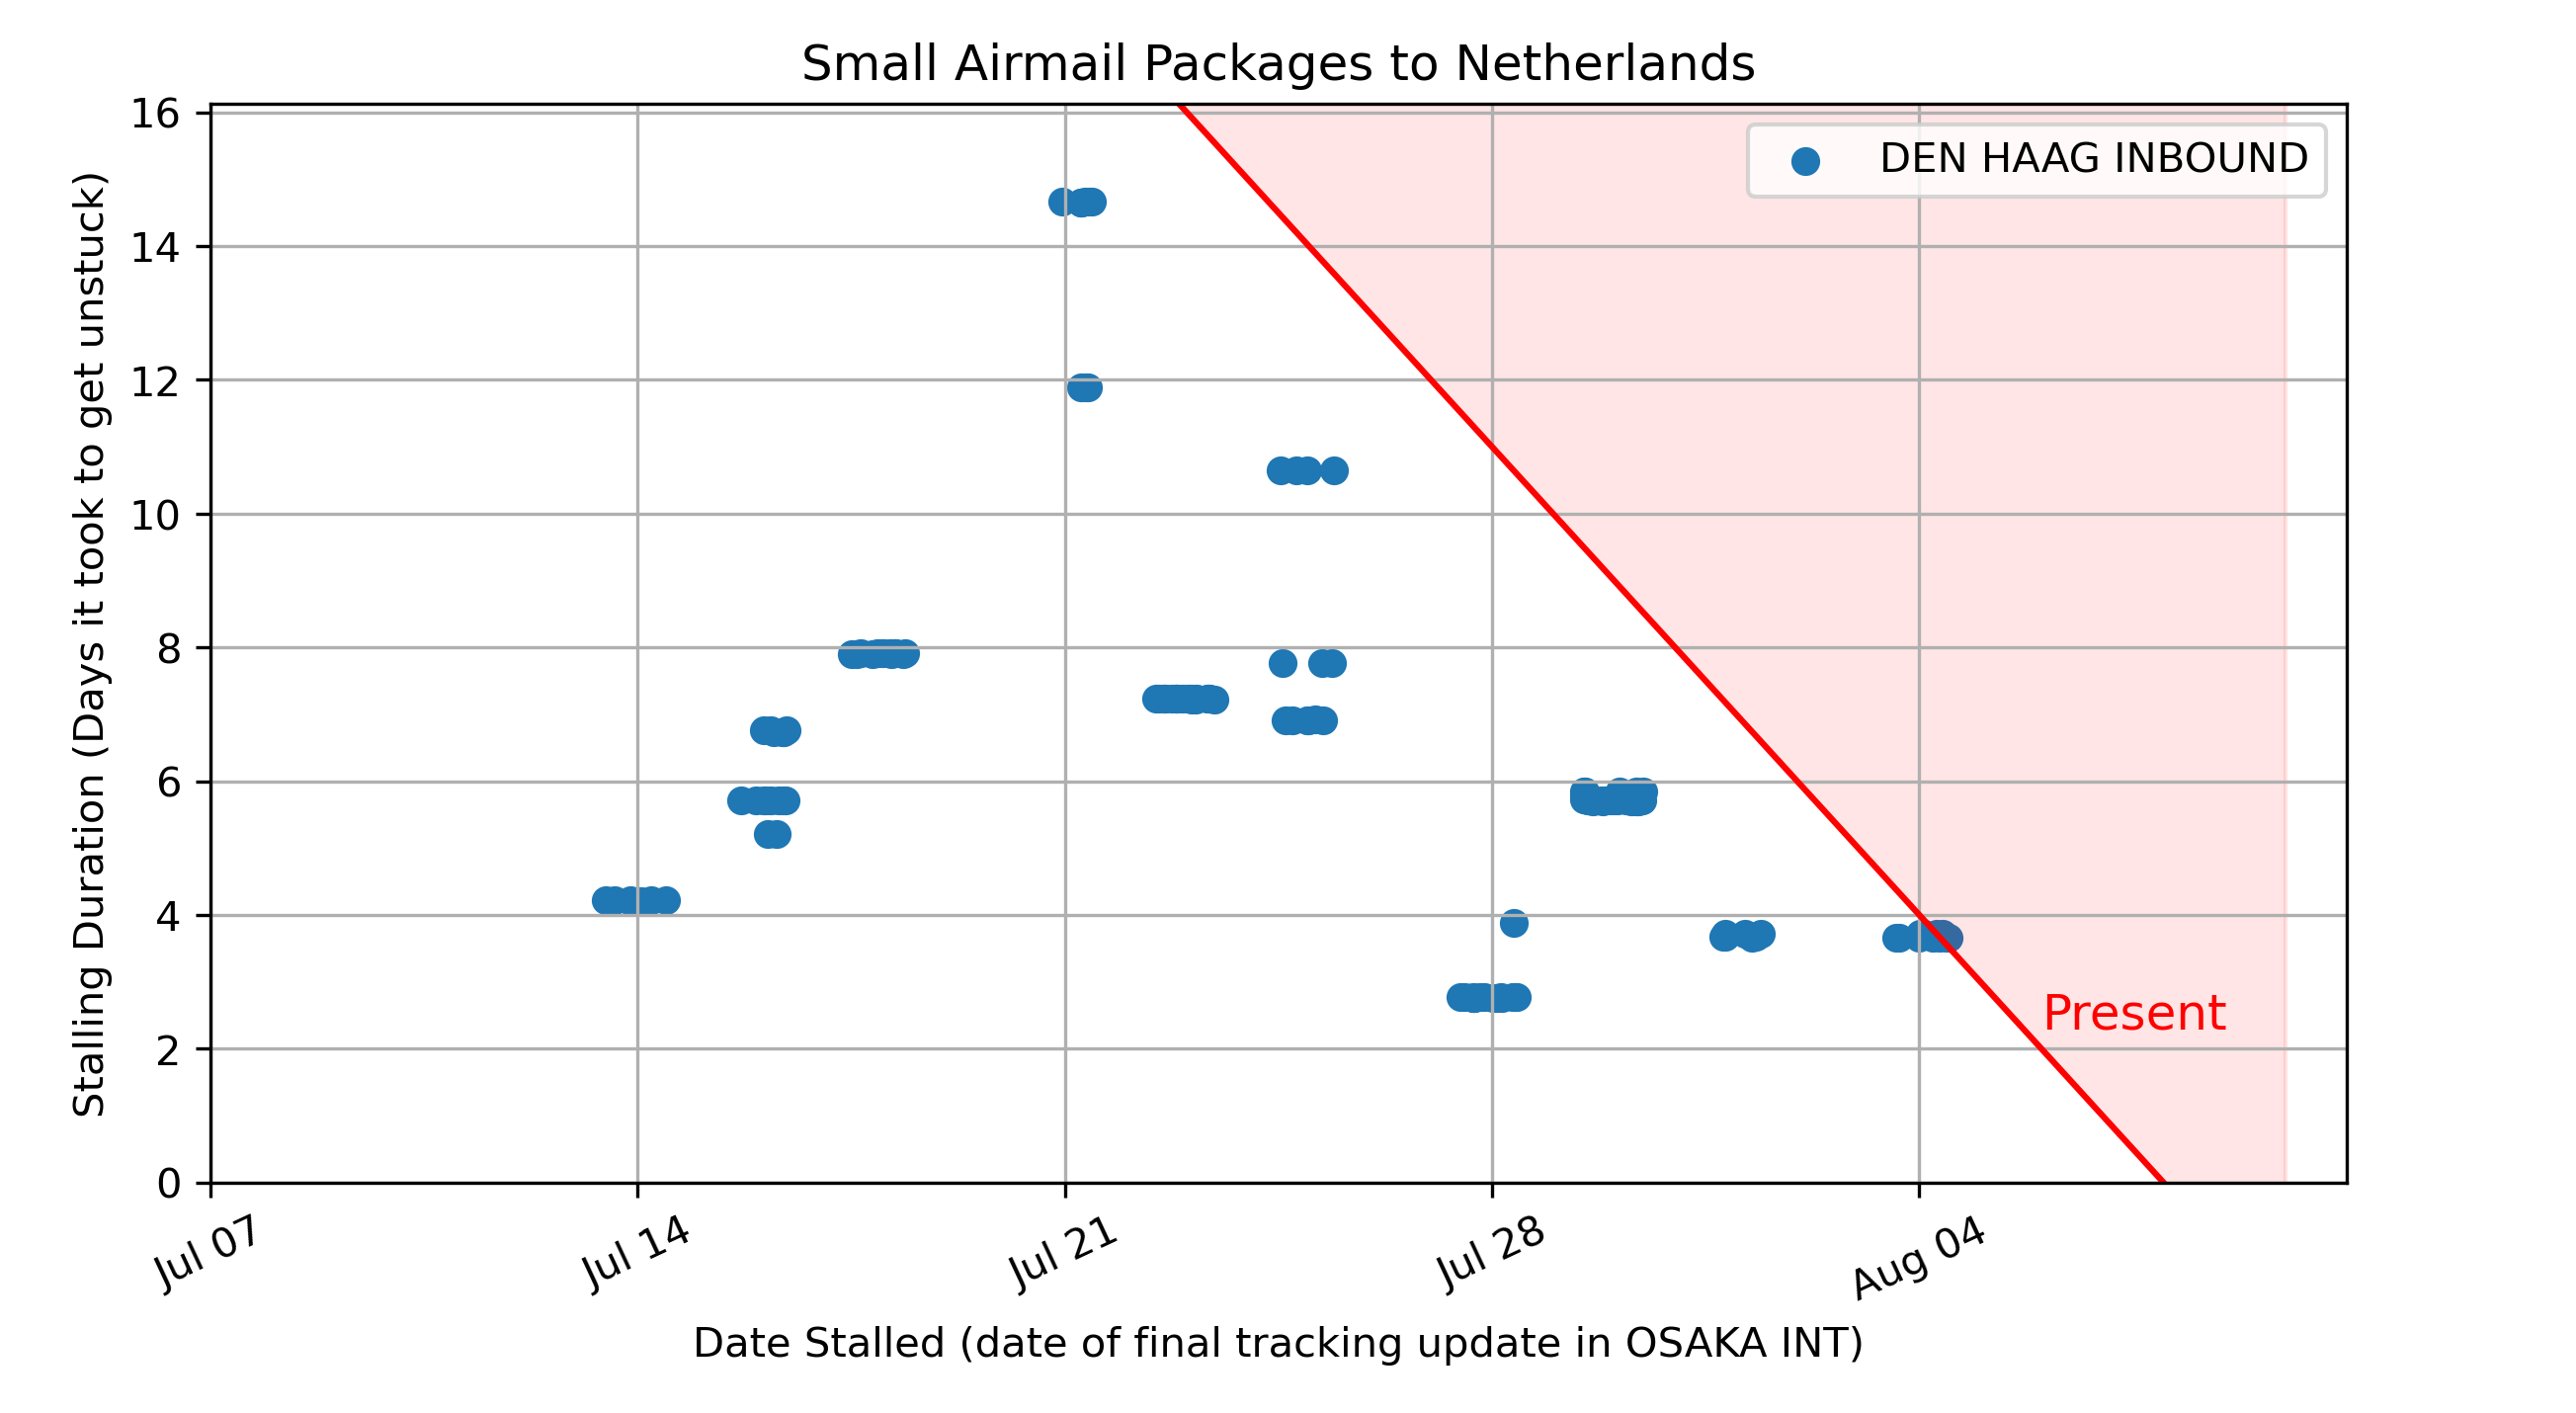 Small Airmail Packages to Netherlands
DEN HAAG INBOUND
Stalling Duration (Days it took to get unstuck)
16
14
12
10
8
6
4
2
0
Present
Jul 07
Jul 14
Jul 21
Jul 28
Aug 04
Date Stalled (date of final tracking update in OSAKA INT)